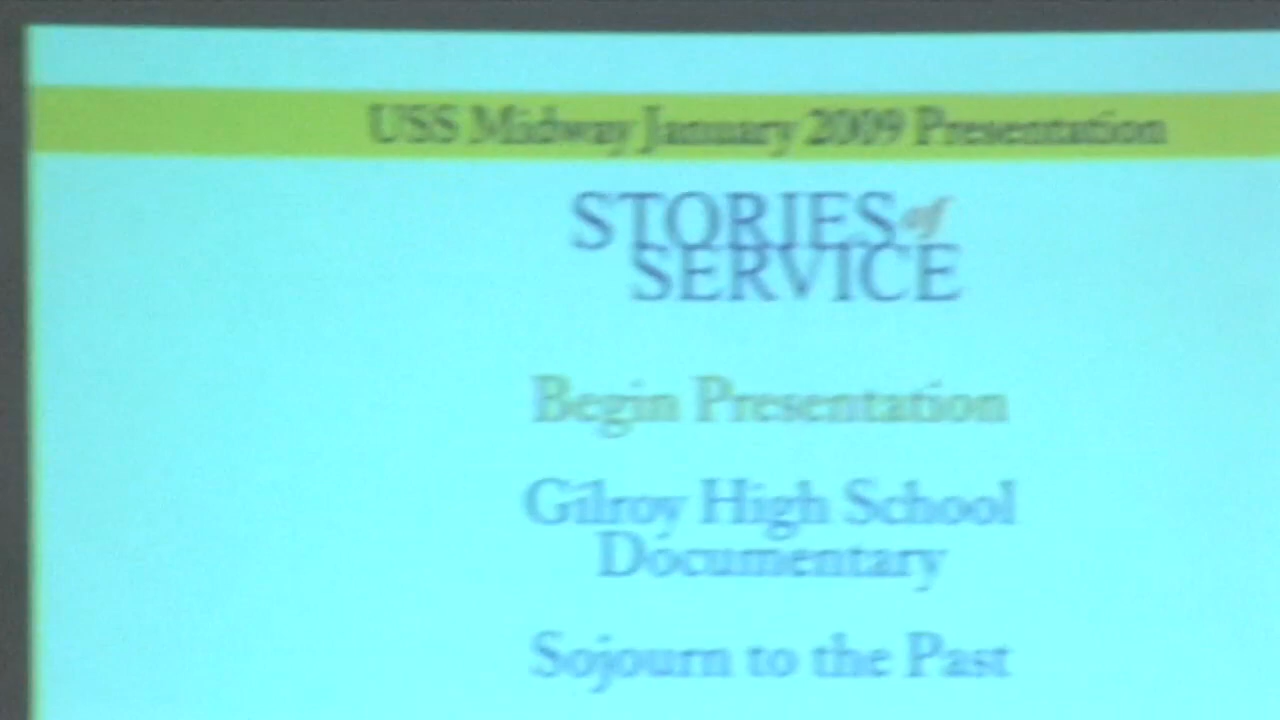 USS Midway January 2009 Presentation
STORIES of
SERVICE
Begin Presentation
Gilroy High School
Documentary
Sojourn to the Past